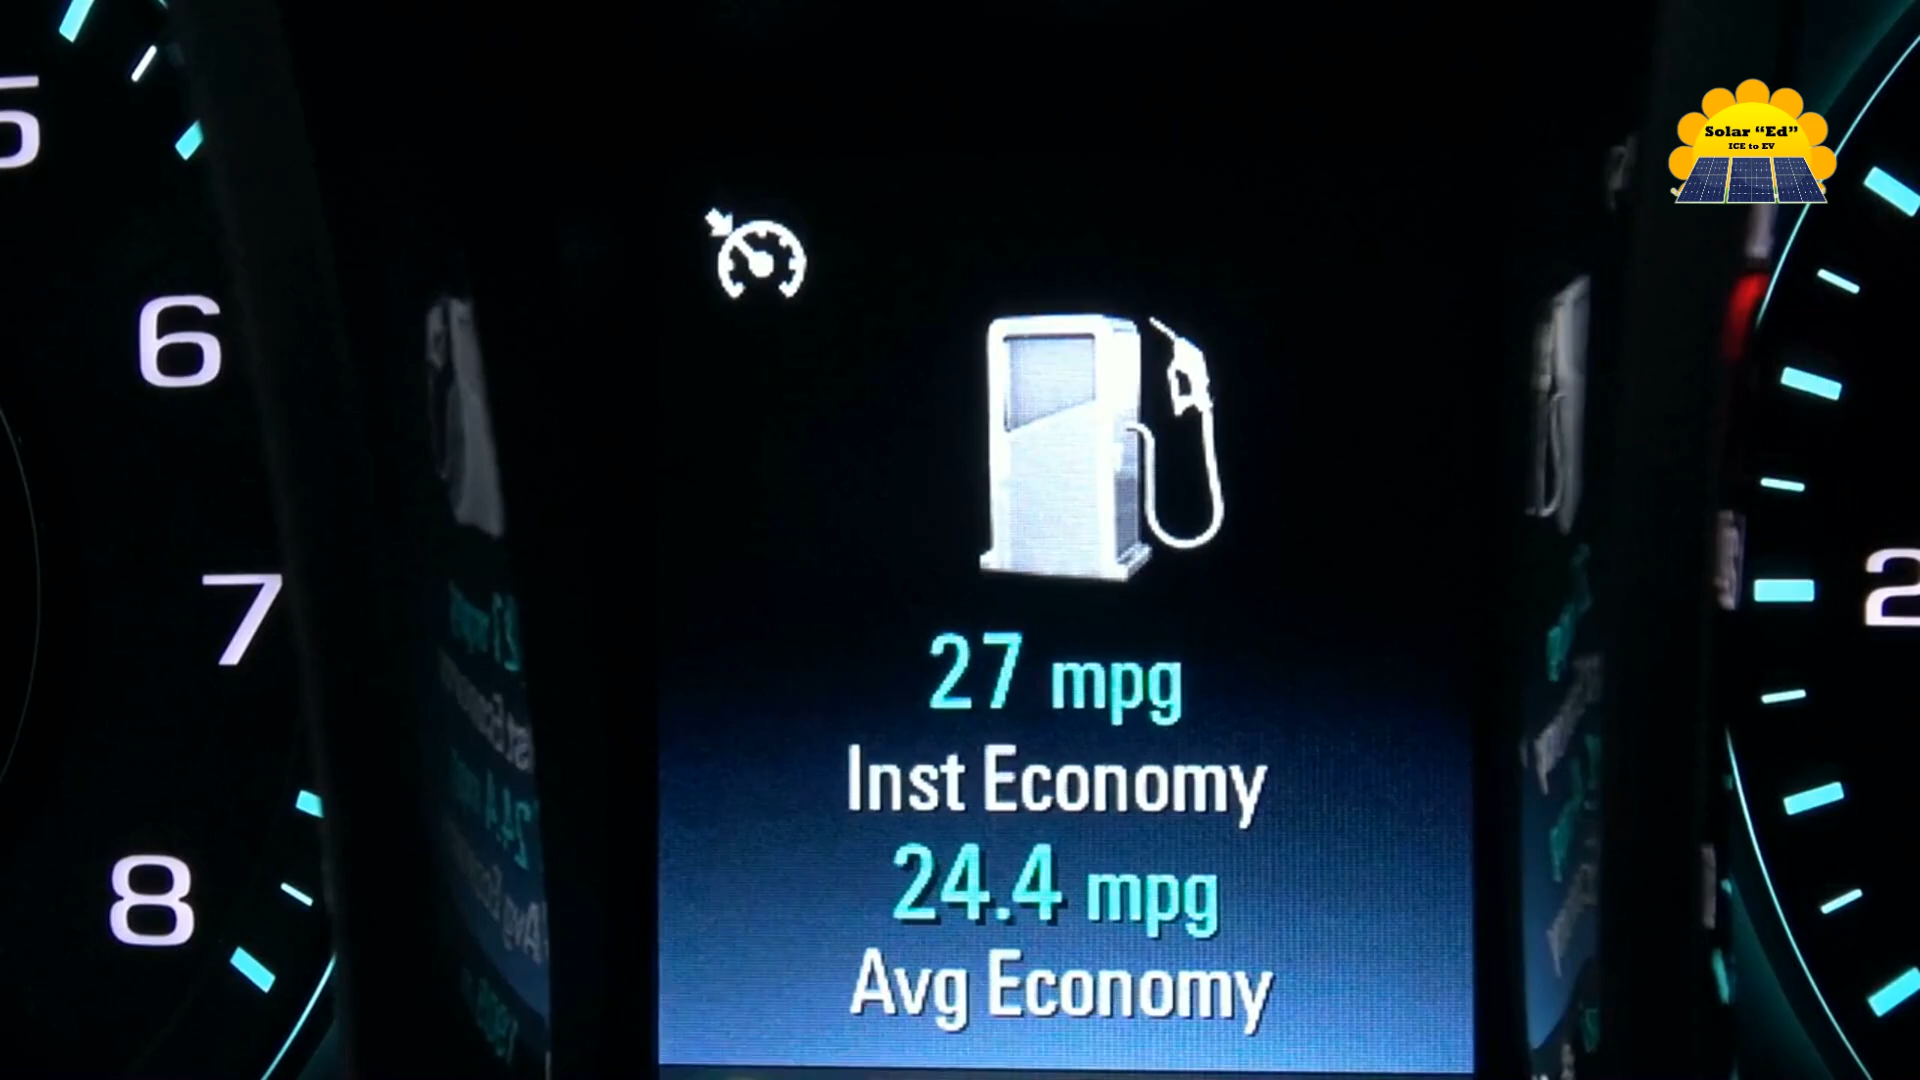 Solar “Ed”
ICE to EV
5
6
7
8
2
27 mpg
Inst Economy
24.4 mpg
Avg Economy